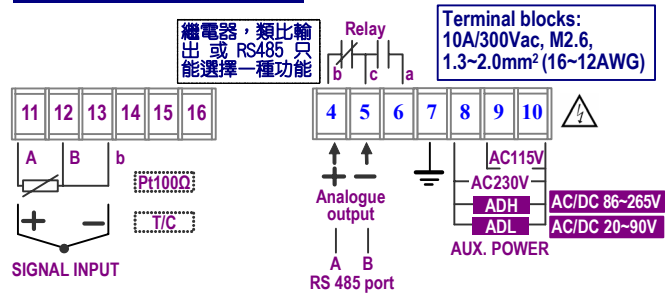 繼電器，類比輸
出 或 RS485 只
能選擇一種功能
Relay
b c a
Terminal blocks:
10A/300Vac, M2.6,
1.3~2.0mm² (16~12AWG)
11 12 13 14 15 16
4 5 6 7 8 9 10
A B b
Pt100Ω
T/C
+ −
SIGNAL INPUT
+ −
Analogue
output
A B
RS 485 port
AC115V
AC230V
ADH AC/DC 86~265V
ADL AC/DC 20~90V
AUX. POWER